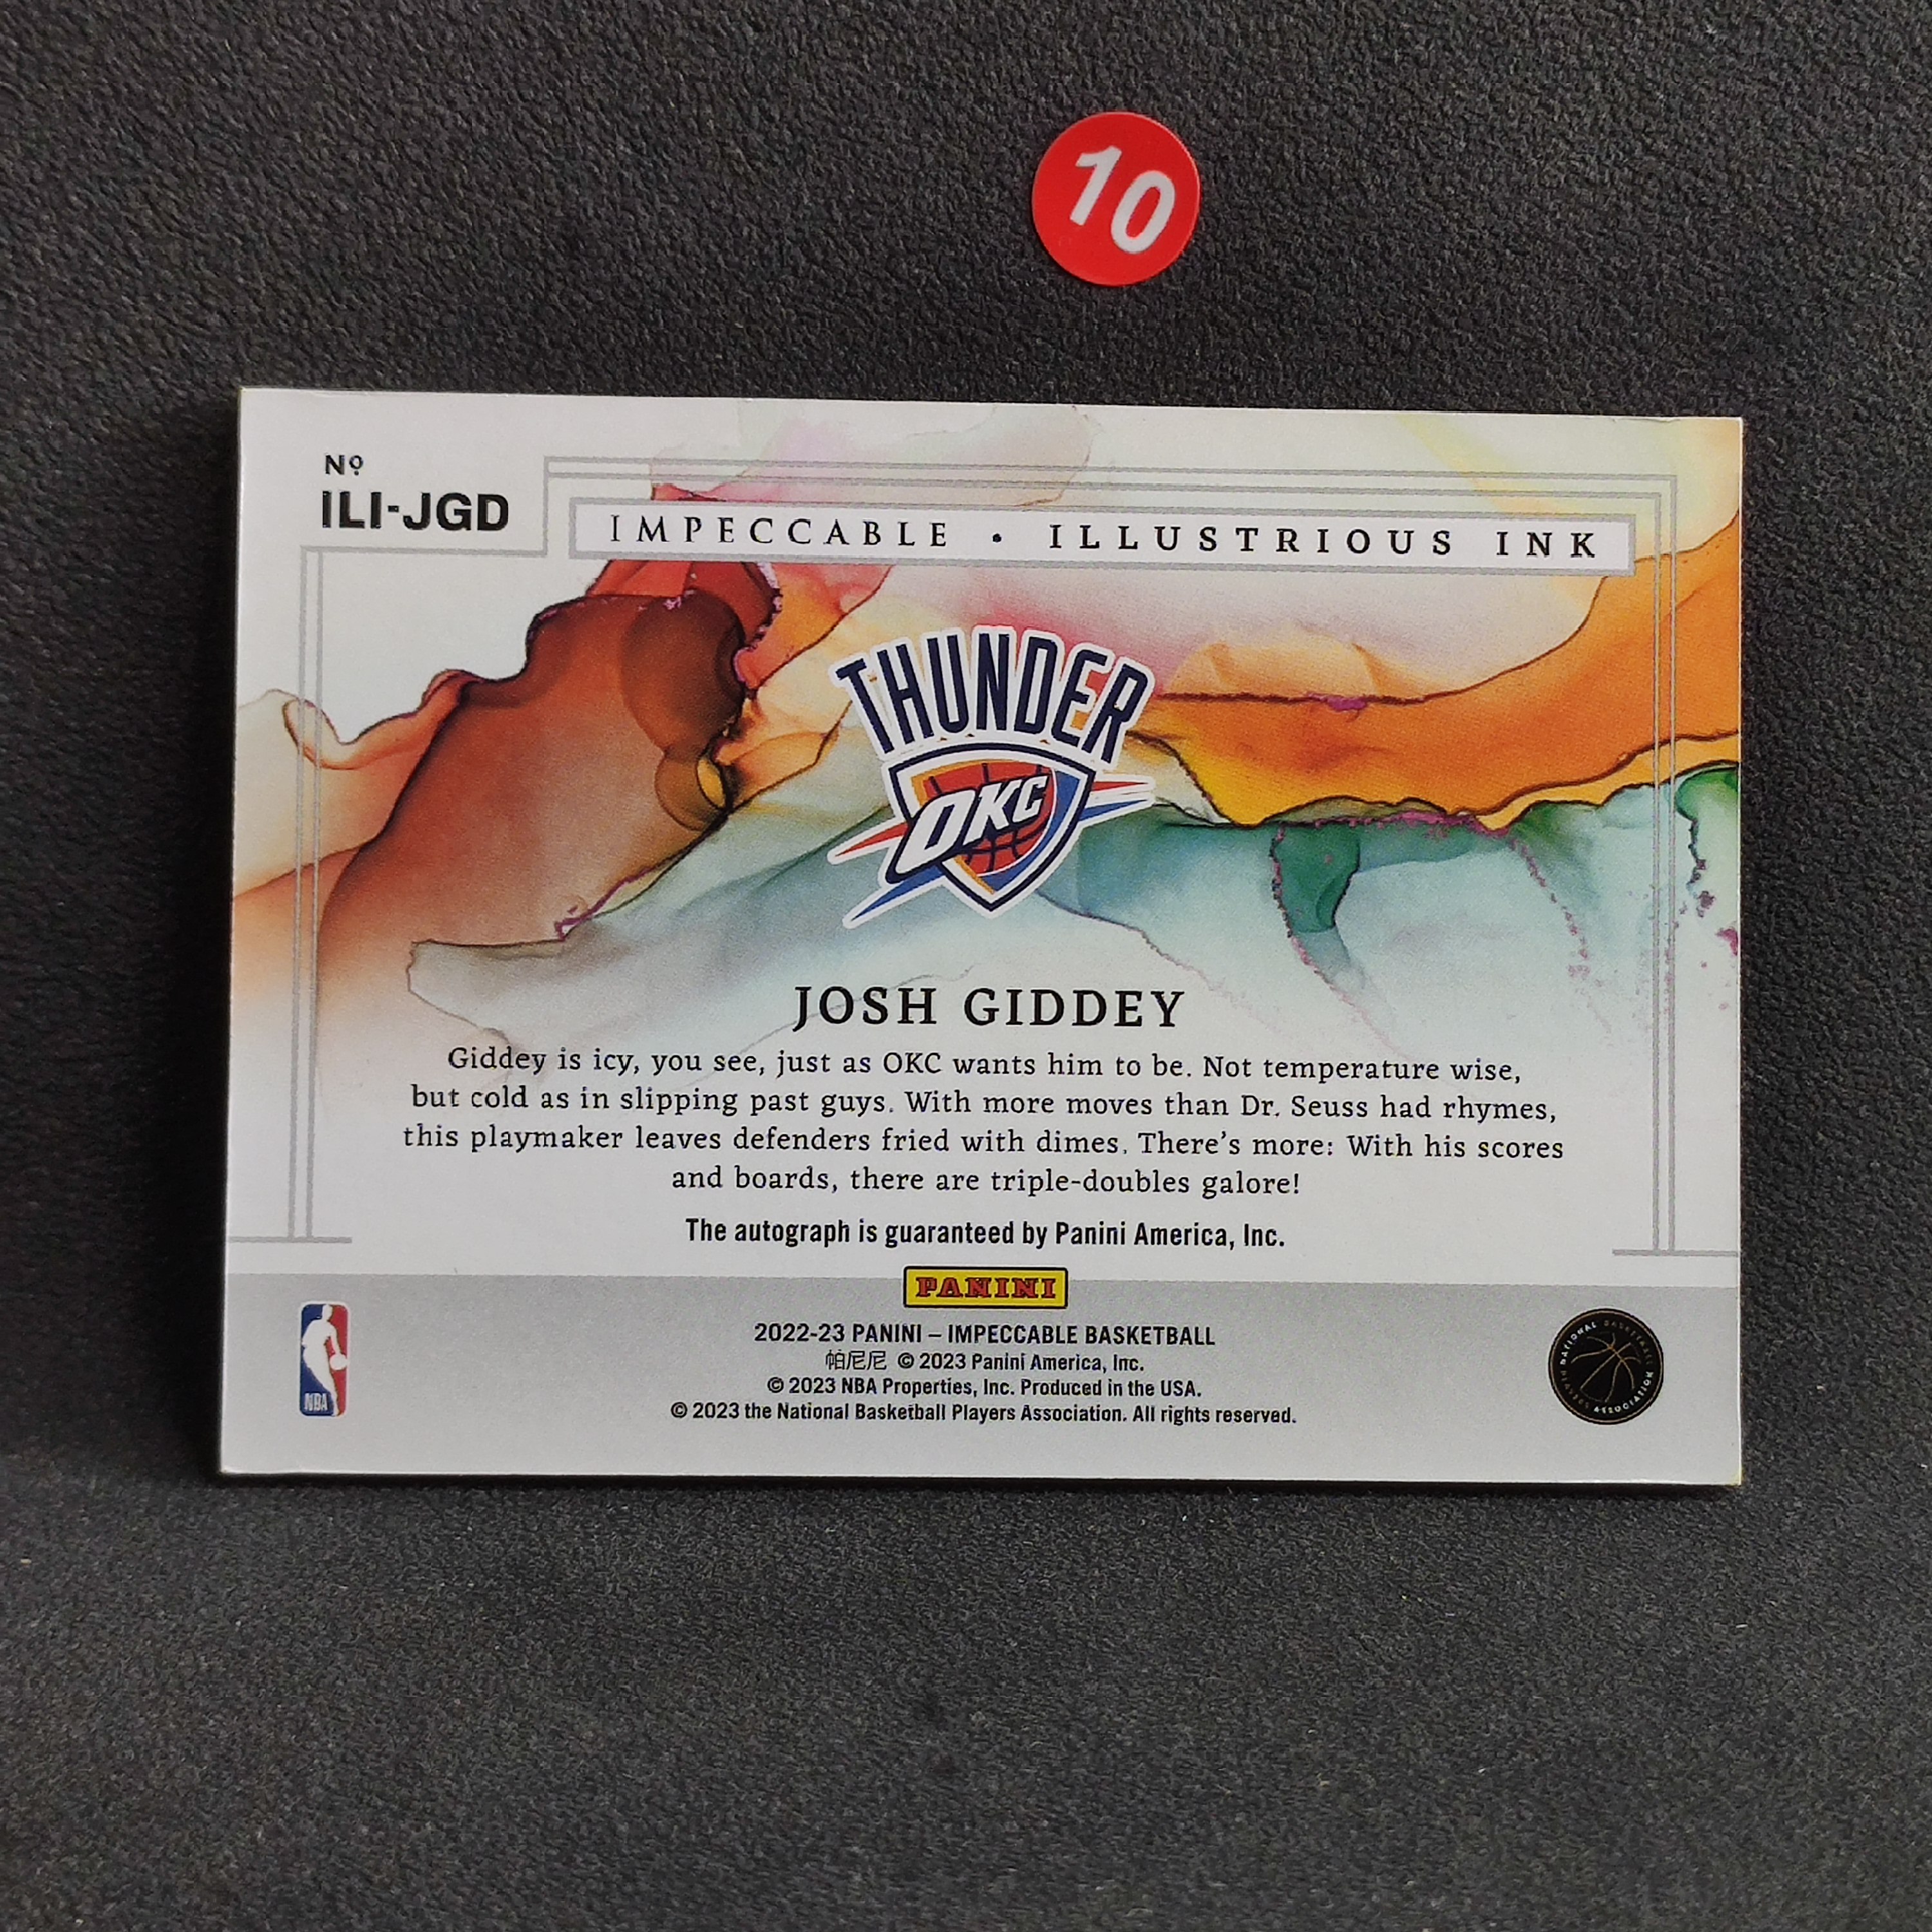 10
Nº
ILI-JGD
IMPECCABLE • ILLUSTRIOUS INK
THUNDER
OKC
JOSH GIDDEY
Giddey is icy, you see, just as OKC wants him to be. Not temperature wise,
but cold as in slipping past guys. With more moves than Dr. Seuss had rhymes,
this playmaker leaves defenders fried with dimes. There's more: With his scores
and boards, there are triple-doubles galore!
The autograph is guaranteed by Panini America, Inc.
PANINI
2022-23 PANINI – IMPECCABLE BASKETBALL
帕尼尼 © 2023 Panini America, Inc.
© 2023 NBA Properties, Inc. Produced in the USA.
© 2023 the National Basketball Players Association. All rights reserved.
NBA
NATIONAL BASKETBALL
PLAYERS ASSOCIATION